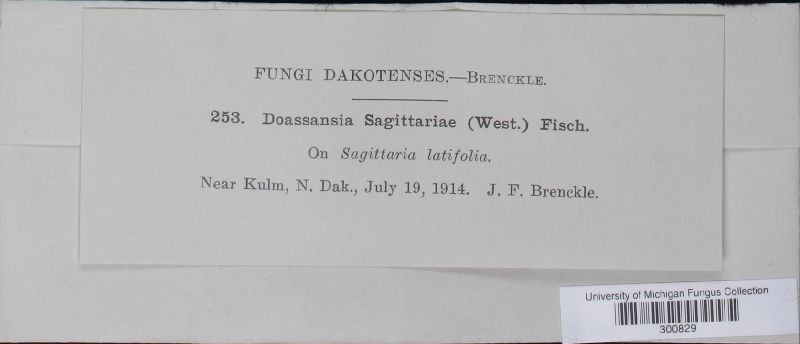 FUNGI DAKOTENSES.—BRENCKLE.
253. Doassansia Sagittariae (West.) Fisch.
On Sagittaria latifolia.
Near Kulm, N. Dak., July 19, 1914. J. F. Brenckle.
University of Michigan Fungus Collection
300829